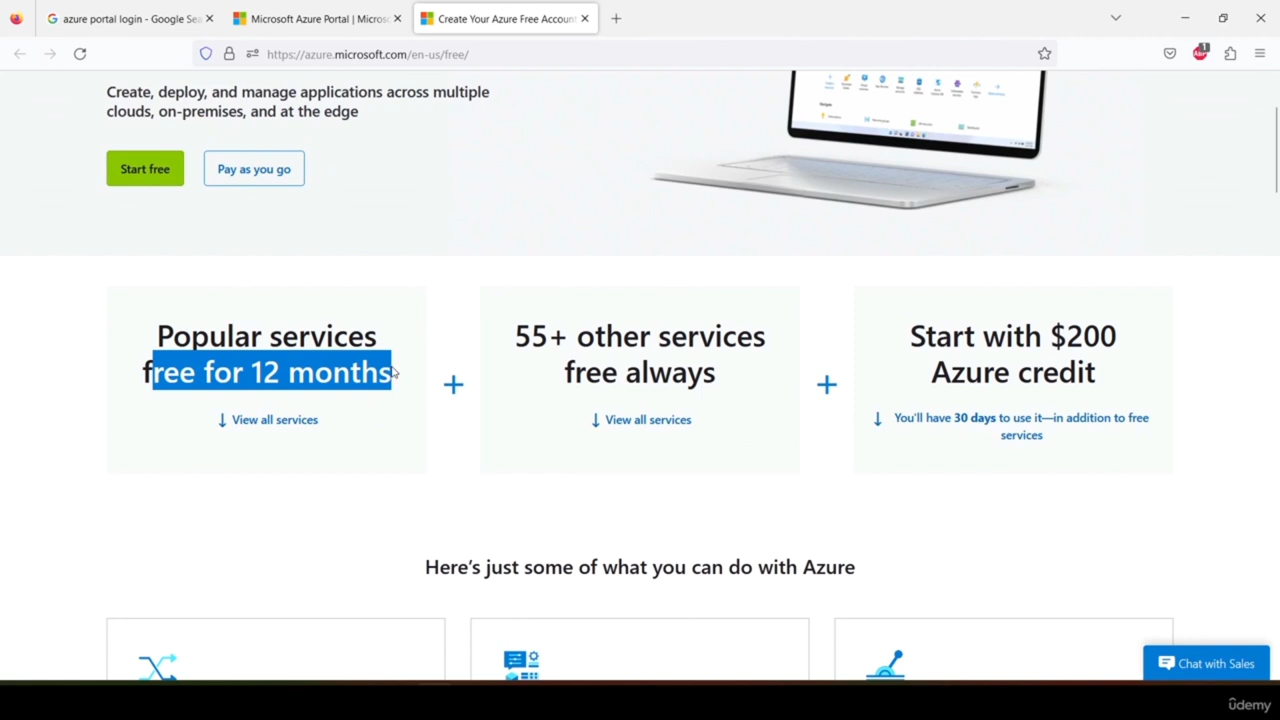 azure portal login - Google Sea
Microsoft Azure Portal | Micros
Create Your Azure Free Account
https://azure.microsoft.com/en-us/free/
1
Create, deploy, and manage applications across multiple
clouds, on-premises, and at the edge
Start free
Pay as you go
Popular services
free for 12 months
View all services
+
55+ other services
free always
View all services
+
Start with $200
Azure credit
You'll have 30 days to use it—in addition to free
services
Here's just some of what you can do with Azure
Chat with Sales
ûdemy